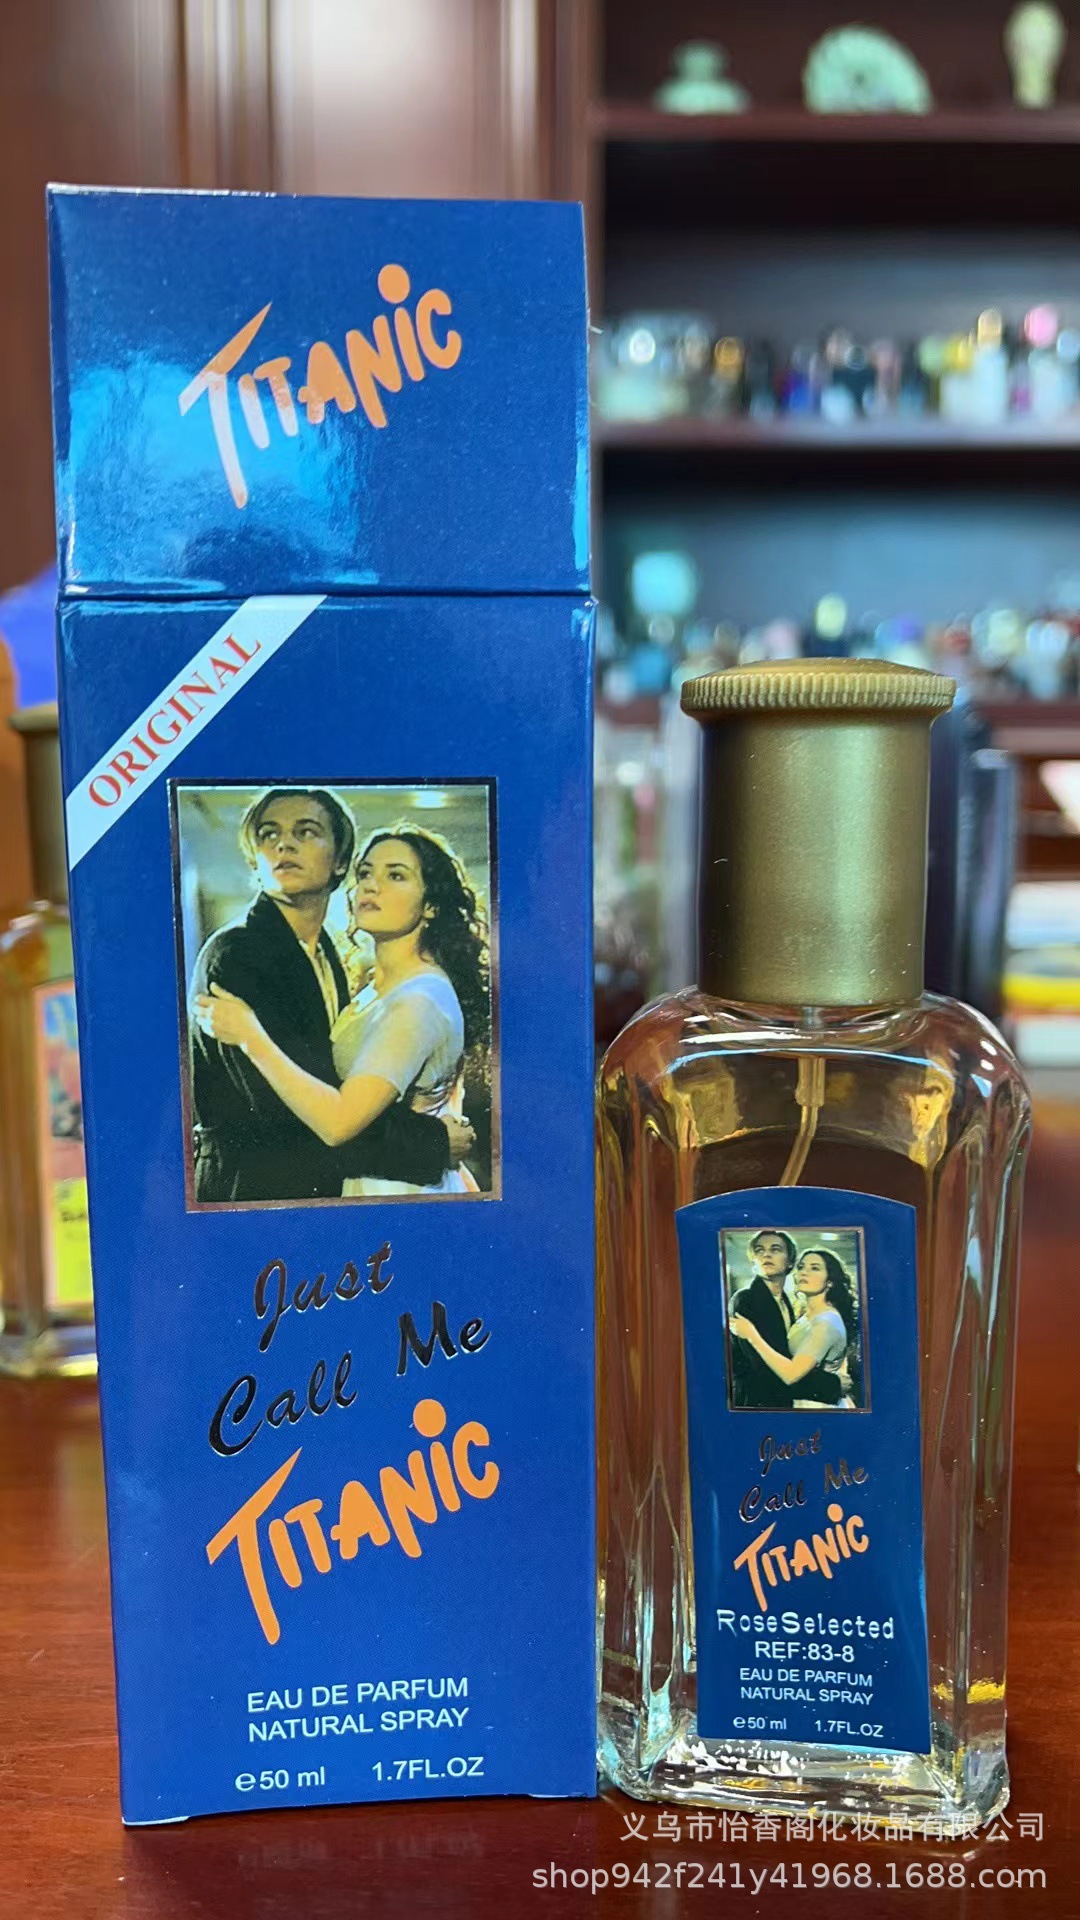 TITANIC
ORIGINAL
Just
Call Me
TITANIC
EAU DE PARFUM
NATURAL SPRAY
℮50 ml 1.7FL.OZ
Just
Call Me
TITANIC
RoseSelected
REF:83-8
EAU DE PARFUM
NATURAL SPRAY
℮50 ml 1.7FL.OZ
义乌市怡香阁化妆品有限公司
shop942f241y41968.1688.com